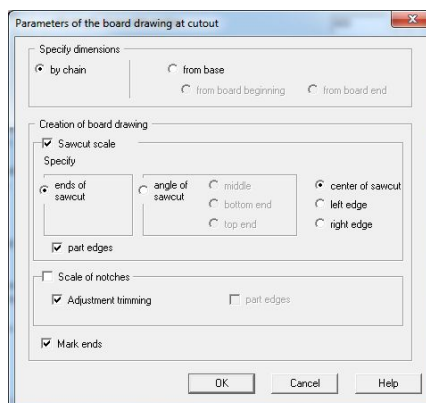 Parameters of the board drawing at cutout
Specify dimensions
by chain
from base
from board beginning
from board end
Creation of board drawing
Sawcut scale
Specify
ends of
sawcut
angle of
sawcut
middle
bottom end
top end
center of sawcut
left edge
right edge
part edges
Scale of notches
Adjustment trimming
part edges
Mark ends
OK
Cancel
Help